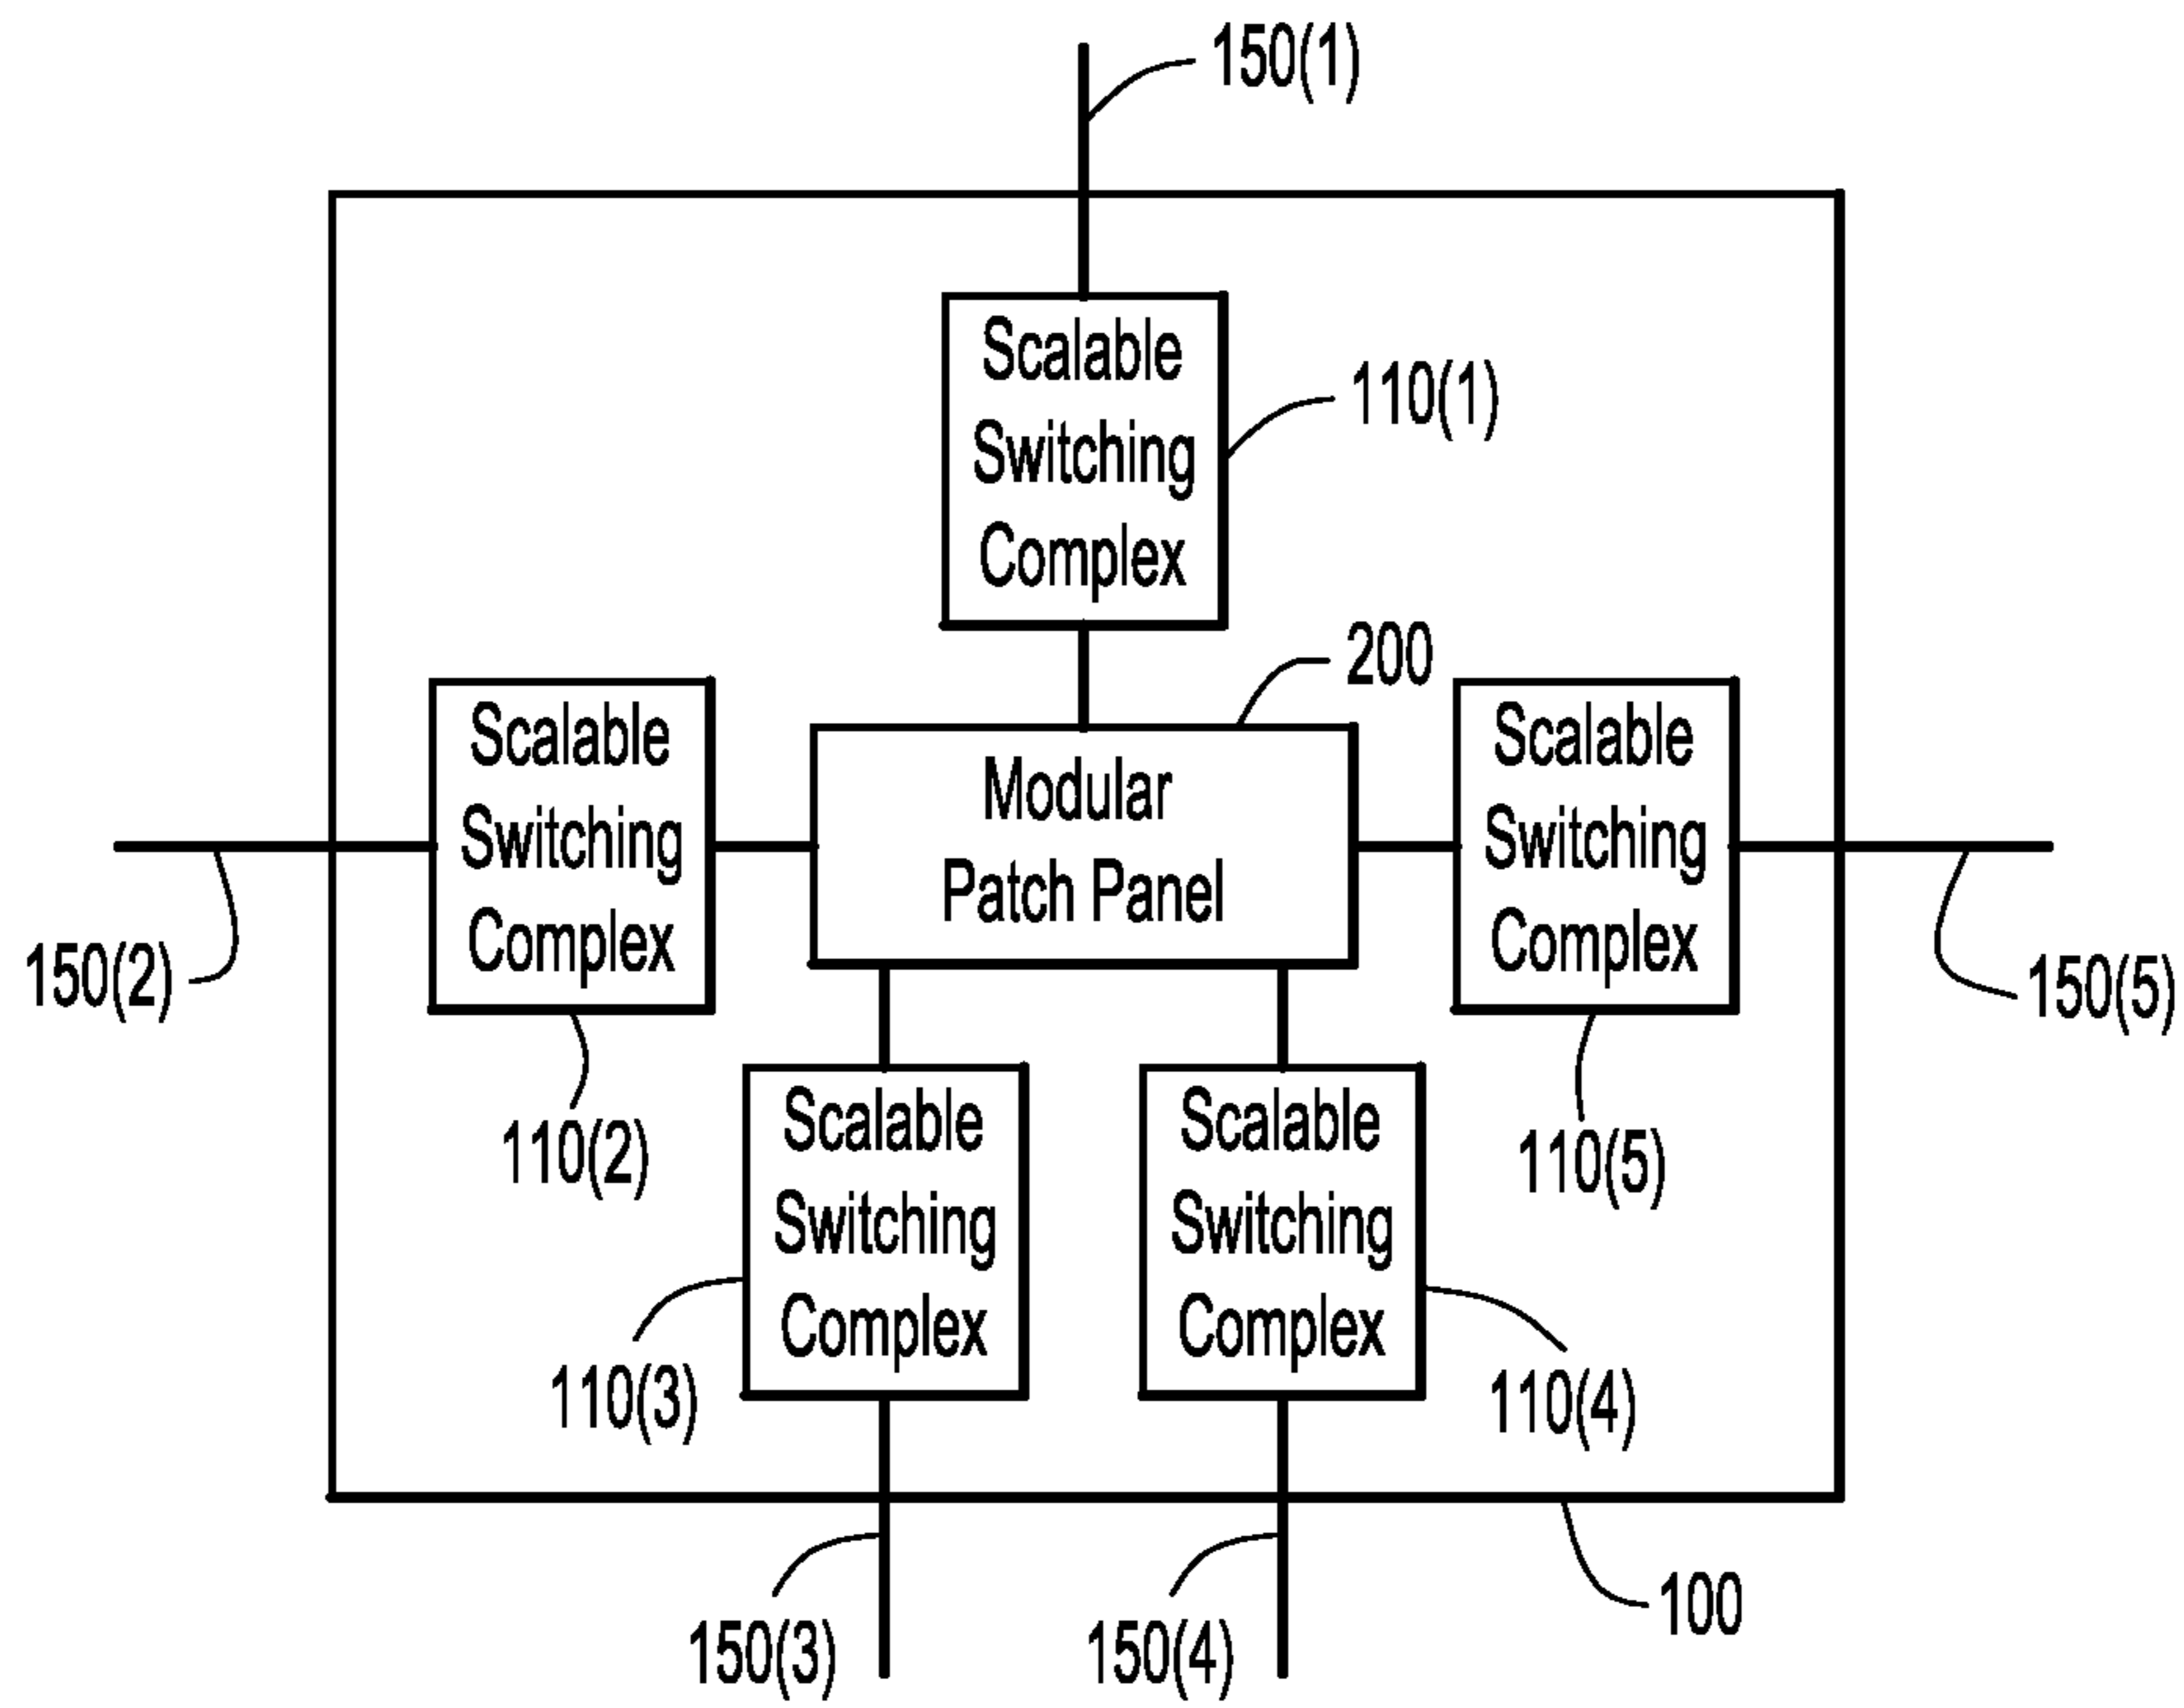 150(1)
Scalable
Switching
Complex
110(1)
200
Scalable
Switching
Complex
Modular
Patch Panel
Scalable
Switching
Complex
150(2)
150(5)
110(2)
110(5)
Scalable
Switching
Complex
Scalable
Switching
Complex
110(3)
110(4)
100
150(3)
150(4)